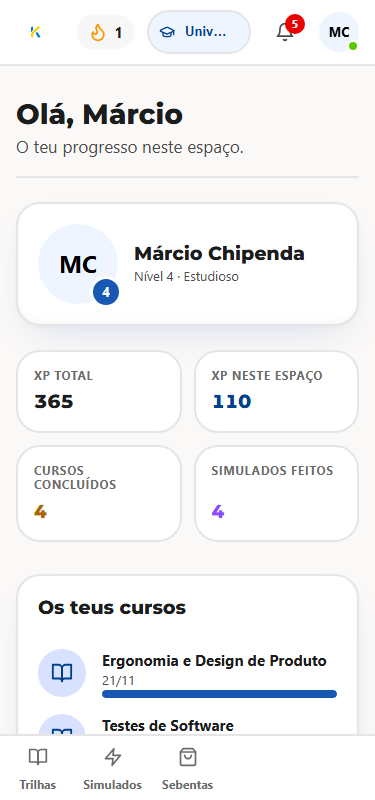 1
Univ...
5
MC
Olá, Márcio
O teu progresso neste espaço.
MC
4
Márcio Chipenda
Nível 4 · Estudioso
XP TOTAL
365
XP NESTE ESPAÇO
110
CURSOS
CONCLUÍDOS
4
SIMULADOS FEITOS
4
Os teus cursos
Ergonomia e Design de Produto
21/11
Testes de Software
Trilhas
Simulados
Sebentas